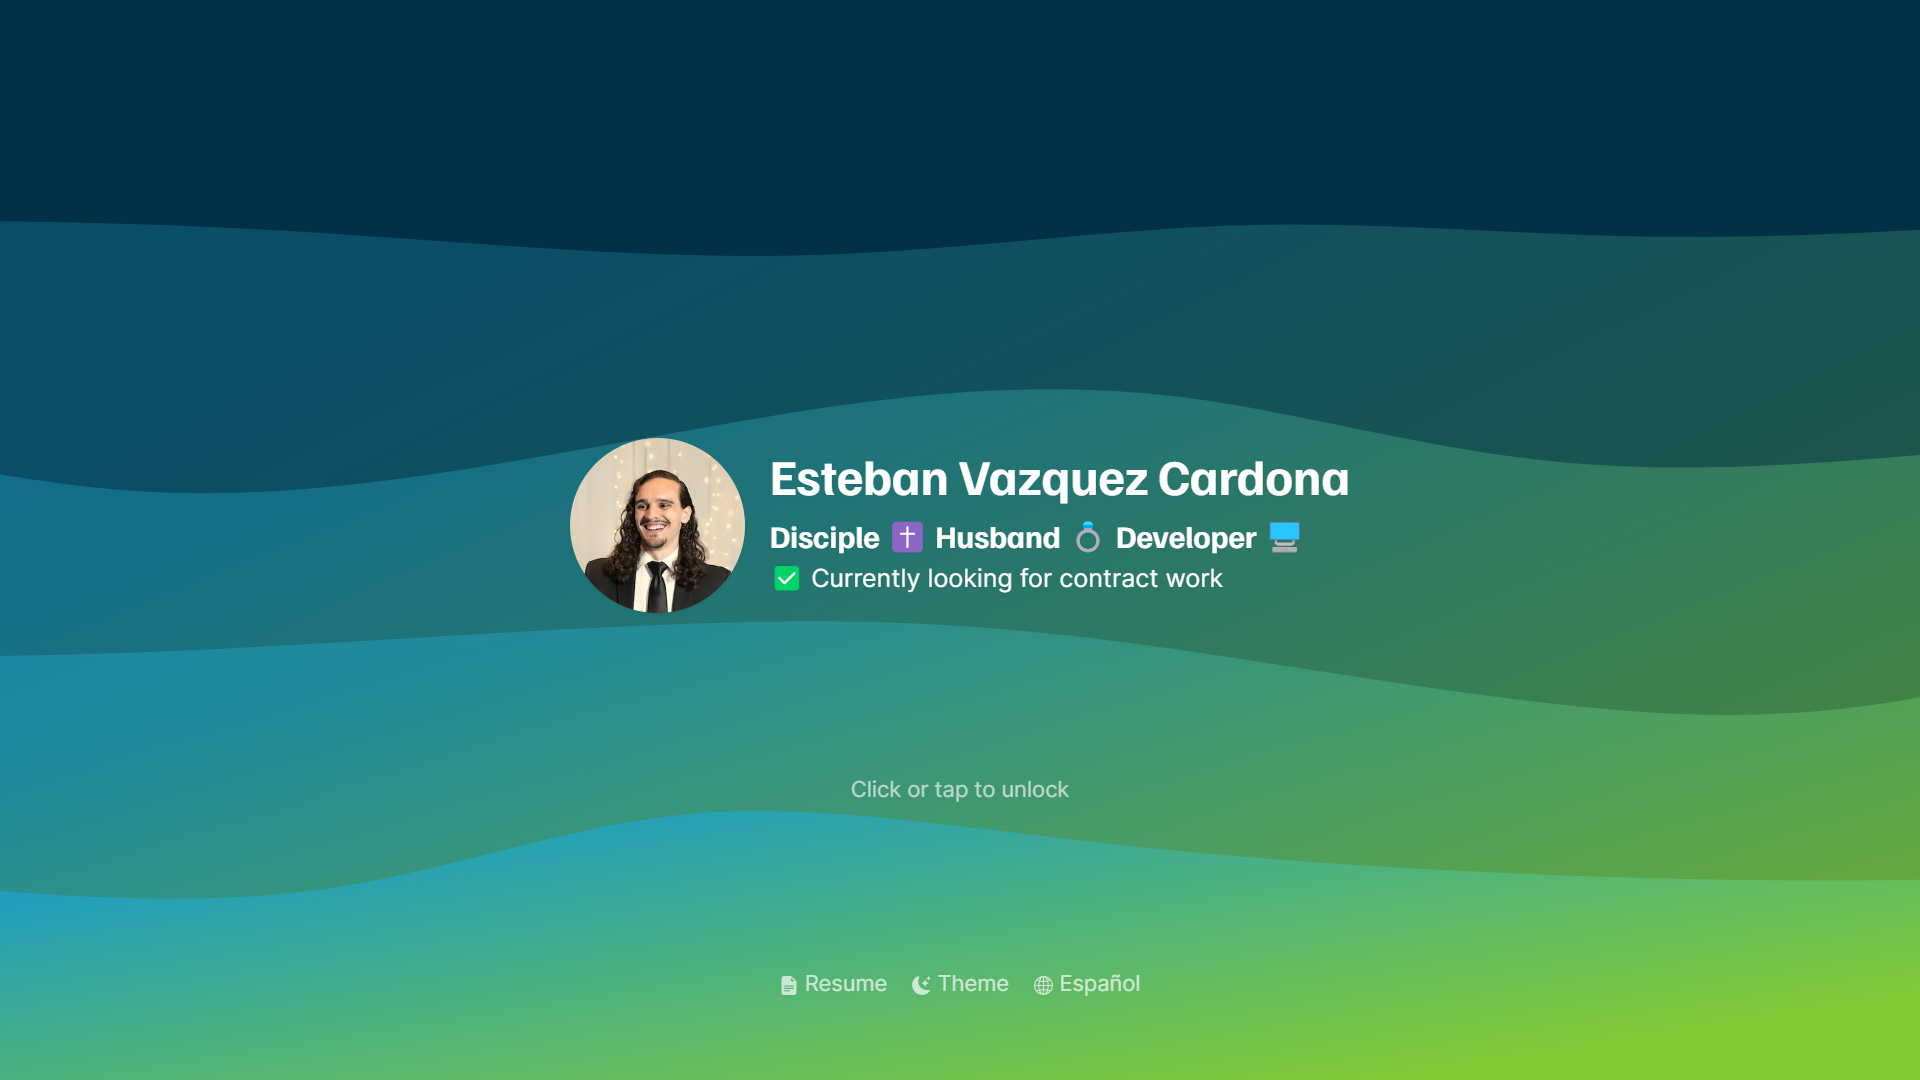 Esteban Vazquez Cardona
Disciple ✝️ Husband 💍 Developer 🖥️
✅ Currently looking for contract work
Click or tap to unlock
Resume Theme Español